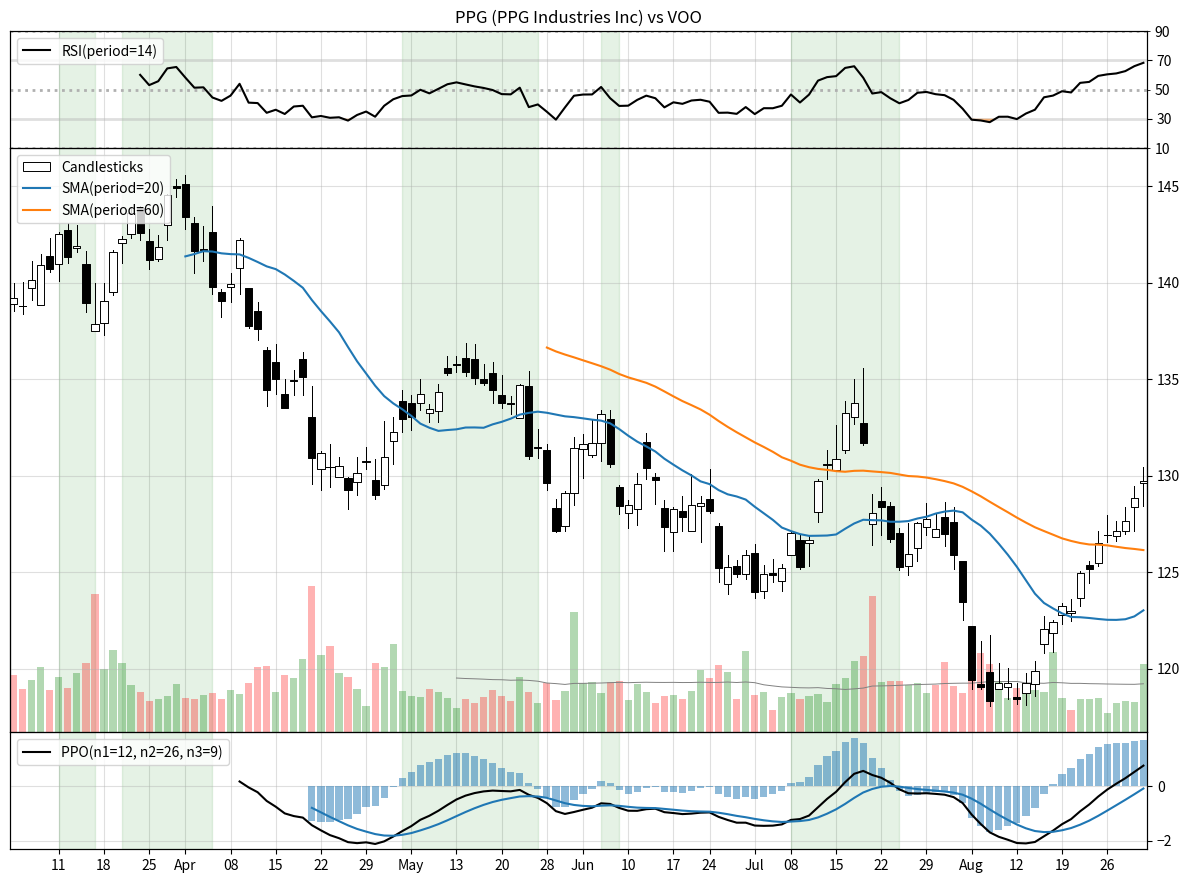 PPG (PPG Industries Inc) vs VOO
RSI(period=14)
90
70
50
30
10
Candlesticks
SMA(period=20)
SMA(period=60)
145
140
135
130
125
120
PPO(n1=12, n2=26, n3=9)
0
−2
11 18 25 Apr 08 15 22 29 May 13 20 28 Jun 10 17 24 Jul 08 15 22 29 Aug 12 19 26